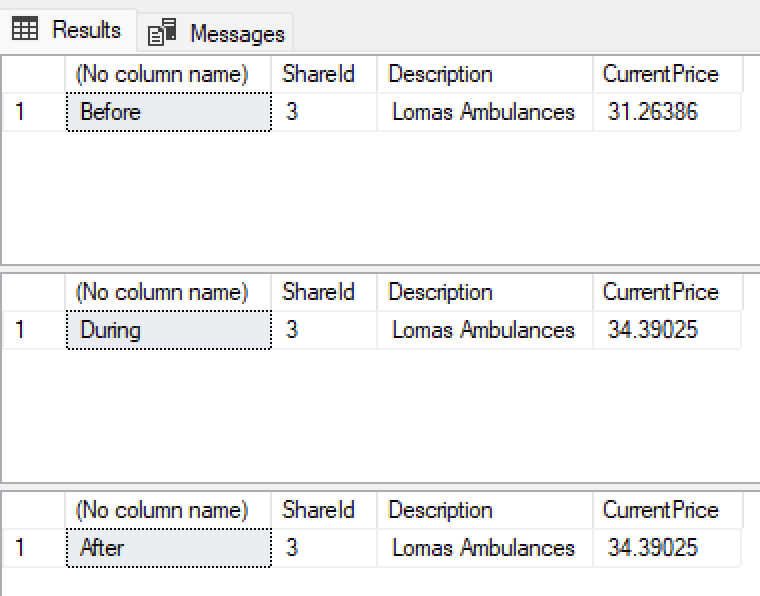 Results Messages
(No column name) ShareId Description CurrentPrice
1 Before 3 Lomas Ambulances 31.26386
(No column name) ShareId Description CurrentPrice
1 During 3 Lomas Ambulances 34.39025
(No column name) ShareId Description CurrentPrice
1 After 3 Lomas Ambulances 34.39025